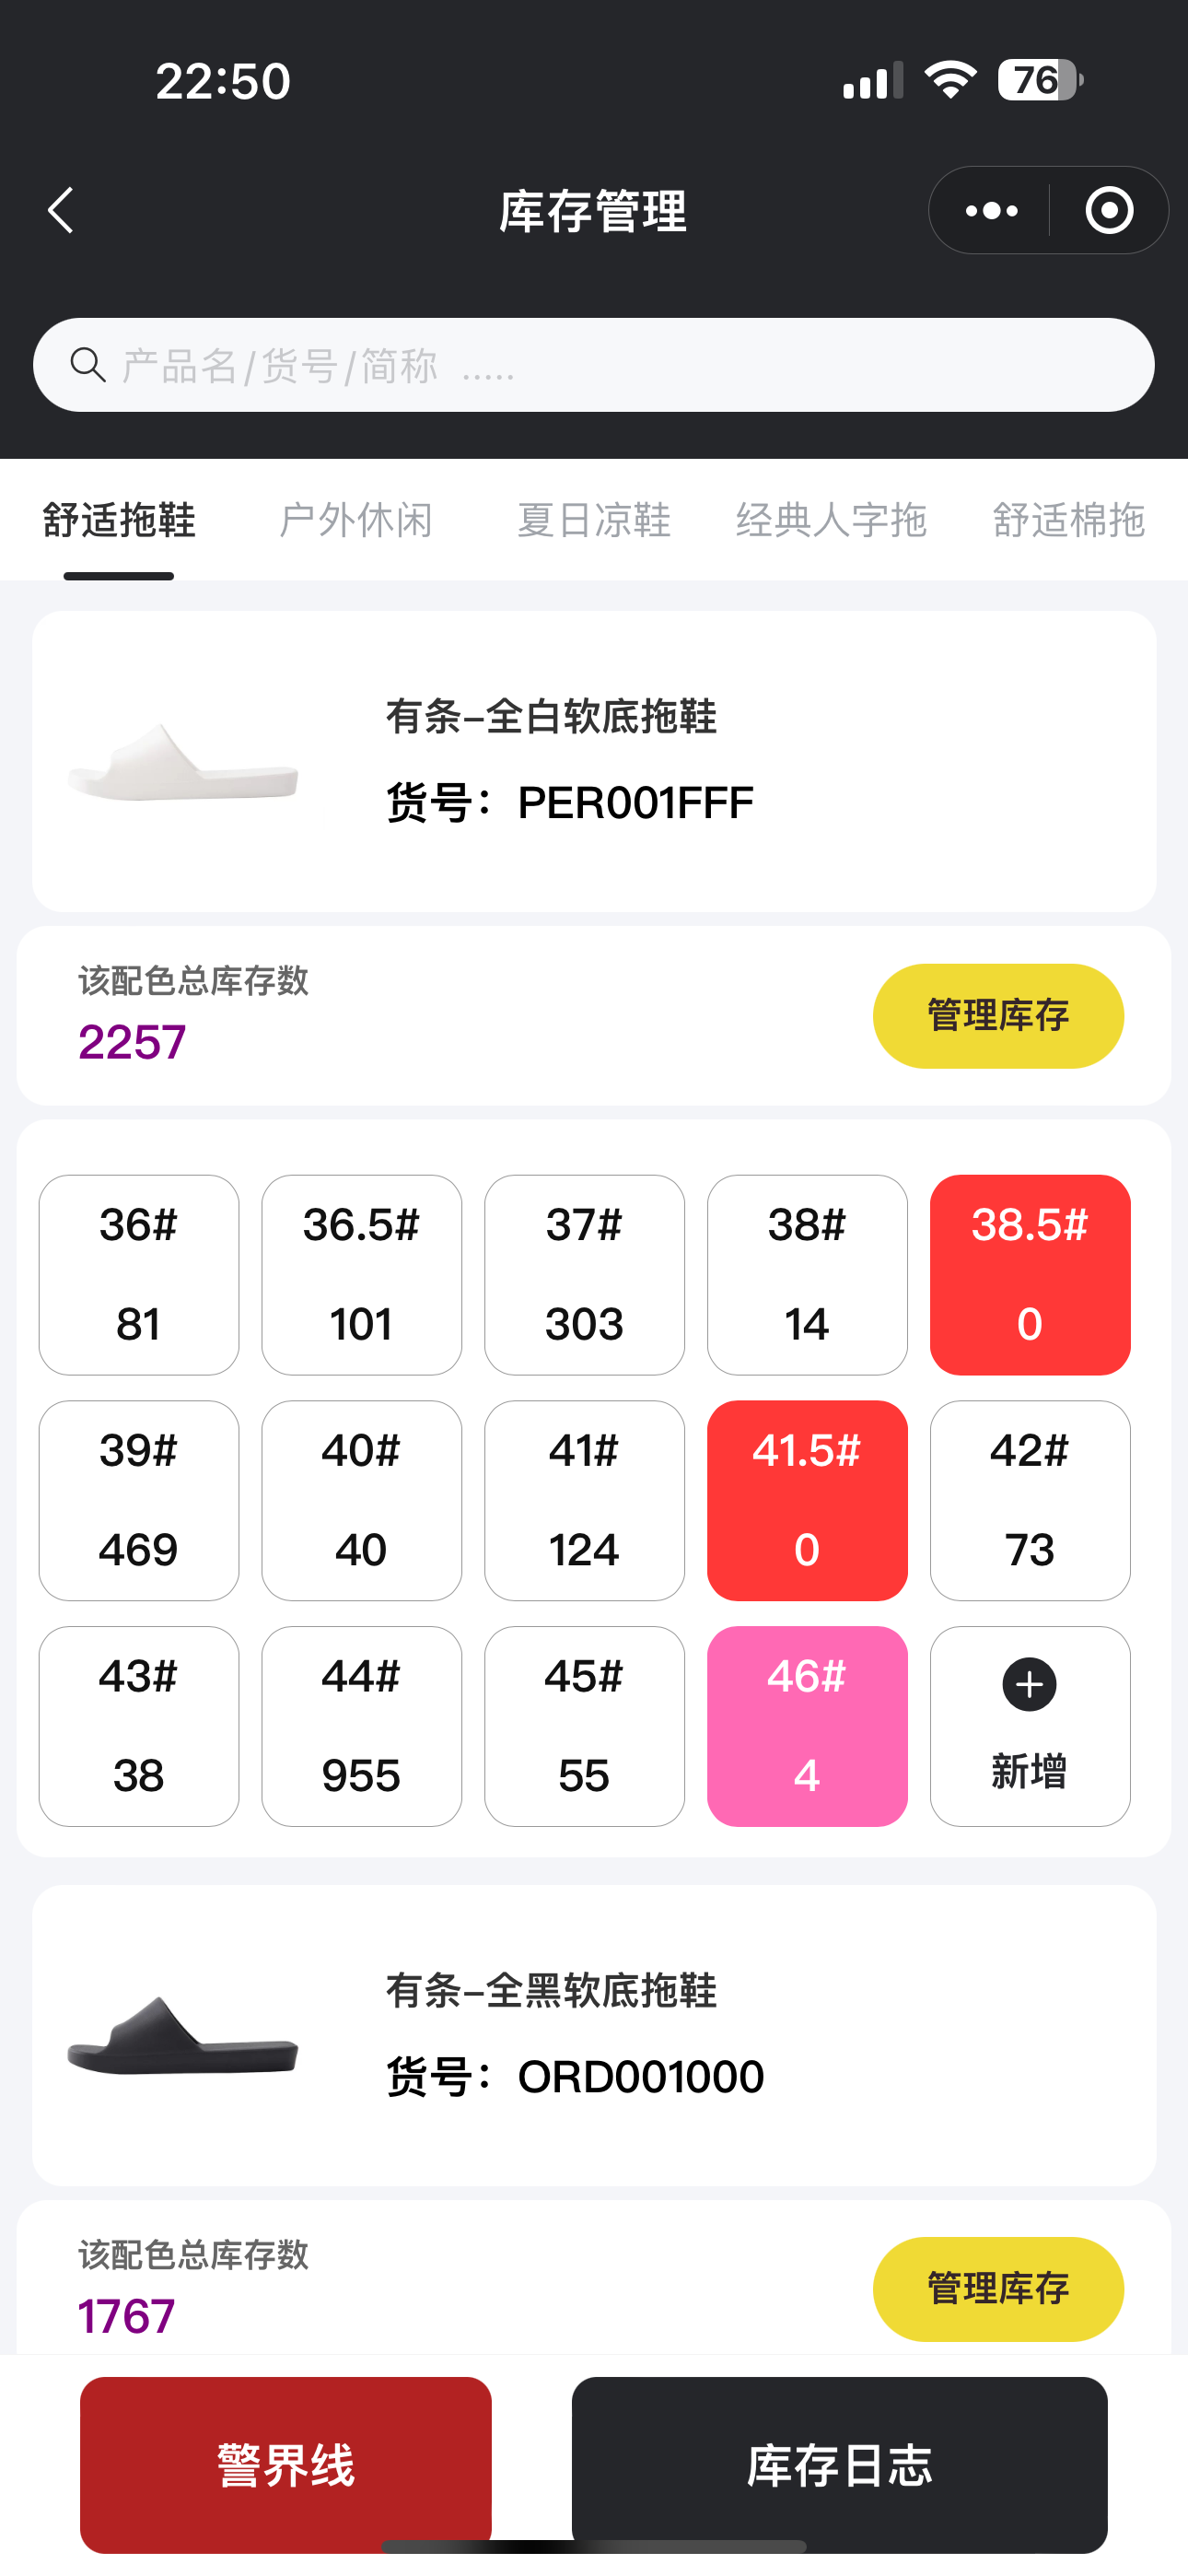 22:50
76
库存管理
产品名/货号/简称 .....
舒适拖鞋 户外休闲 夏日凉鞋 经典人字拖 舒适棉拖
有条-全白软底拖鞋
货号：PER001FFF
该配色总库存数
2257
管理库存
36# 36.5# 37# 38# 38.5#
81 101 303 14 0
39# 40# 41# 41.5# 42#
469 40 124 0 73
43# 44# 45# 46#
38 955 55 4 新增
有条-全黑软底拖鞋
货号：ORD001000
该配色总库存数
1767
管理库存
警界线 库存日志